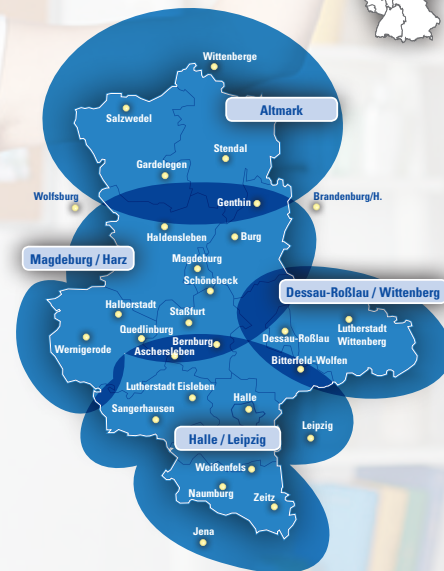 Wittenberge
Altmark
Salzwedel
Stendal
Gardelegen
Wolfsburg
Genthin
Brandenburg/H.
Haldensleben
Burg
Magdeburg / Harz
Magdeburg
Schönebeck
Dessau-Roßlau / Wittenberg
Halberstadt
Staßfurt
Quedlinburg
Lutherstadt
Wittenberg
Wernigerode
Bernburg
Dessau-Roßlau
Aschersleben
Bitterfeld-Wolfen
Lutherstadt Eisleben
Halle
Sangerhausen
Leipzig
Halle / Leipzig
Weißenfels
Naumburg
Zeitz
Jena